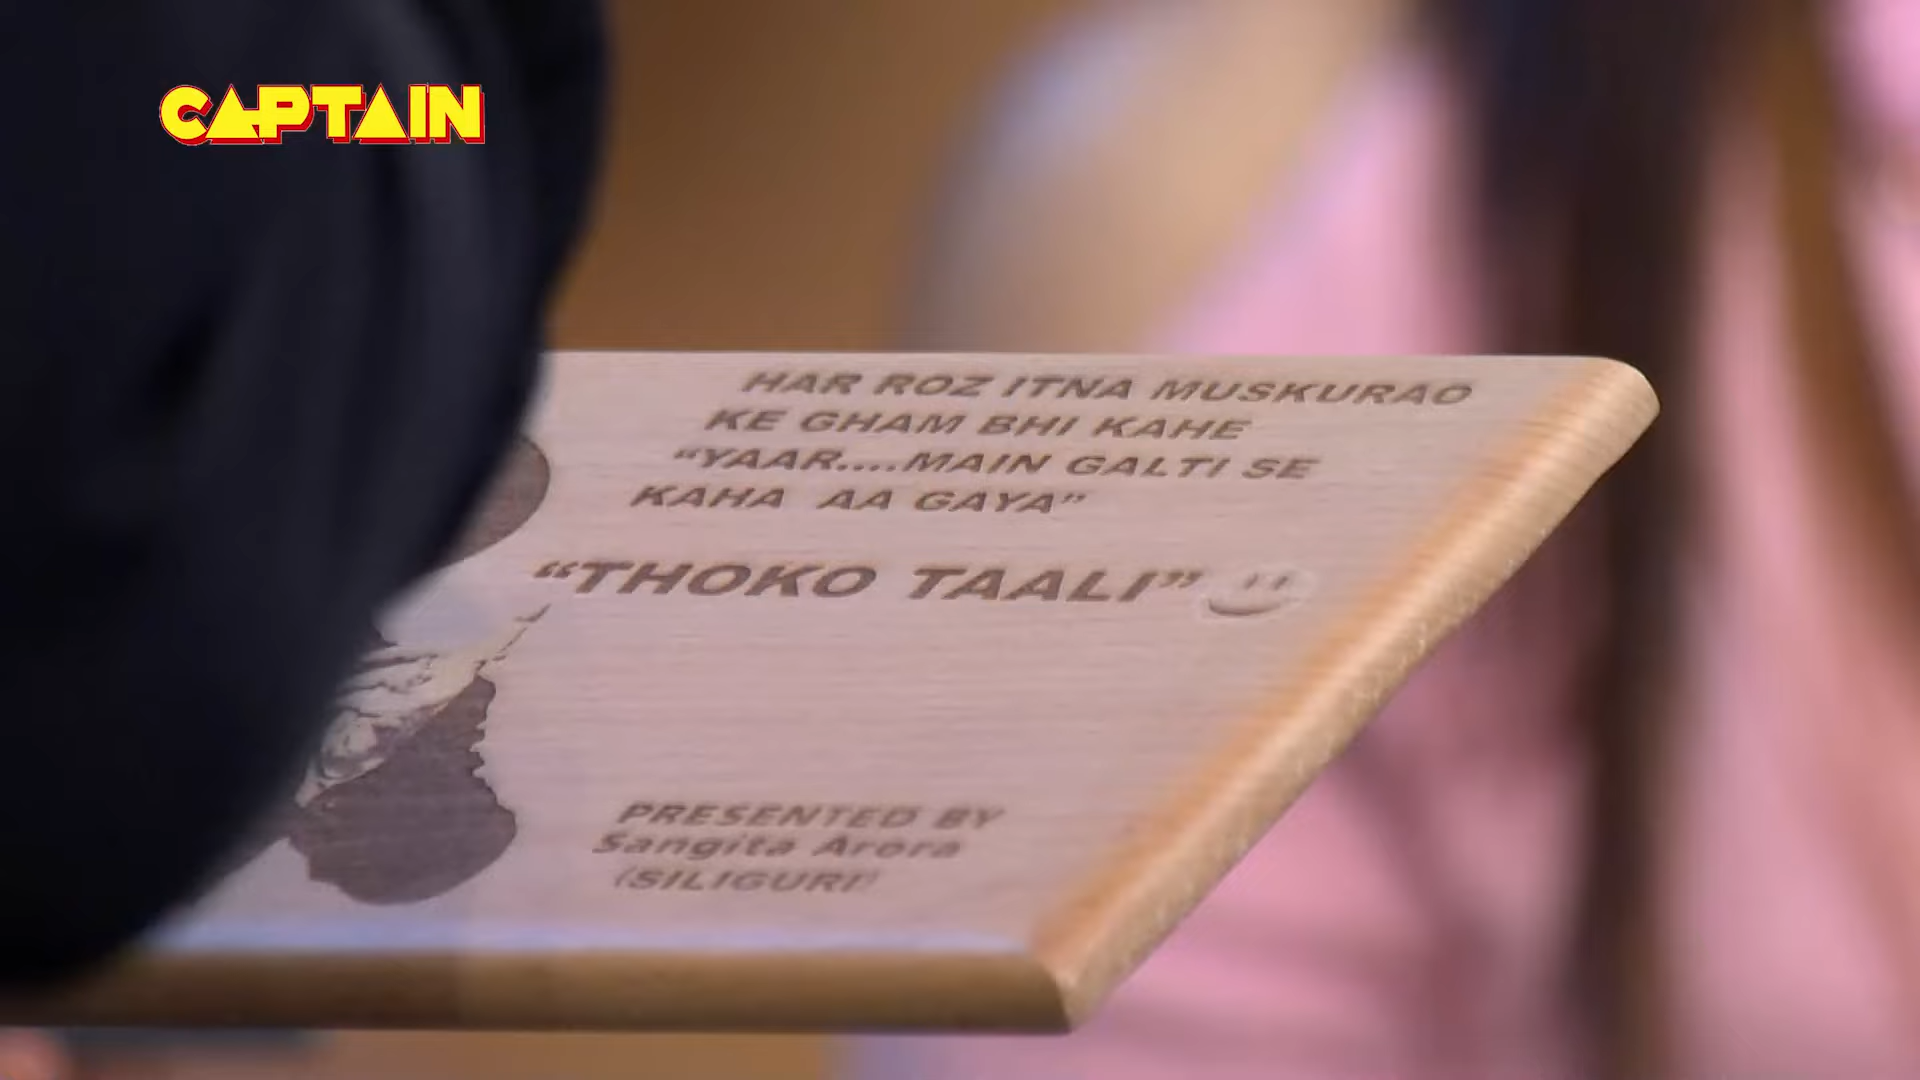 CAPTAIN
HAR ROZ ITNA MUSKURAO
KE GHAM BHI KAHE
“YAAR....MAIN GALTI SE
KAHA AA GAYA”
“THOKO TAALI”
PRESENTED BY
Sangita Arora
(SILIGURI)